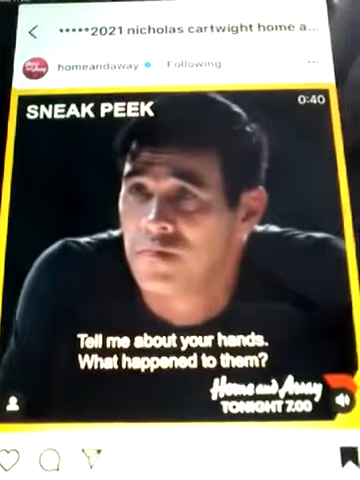 •••••2021 nicholas cartwight home a...
homeandaway
Following
SNEAK PEEK
0:40
Tell me about your hands.
What happened to them?
Home and Away
TONIGHT 7.00